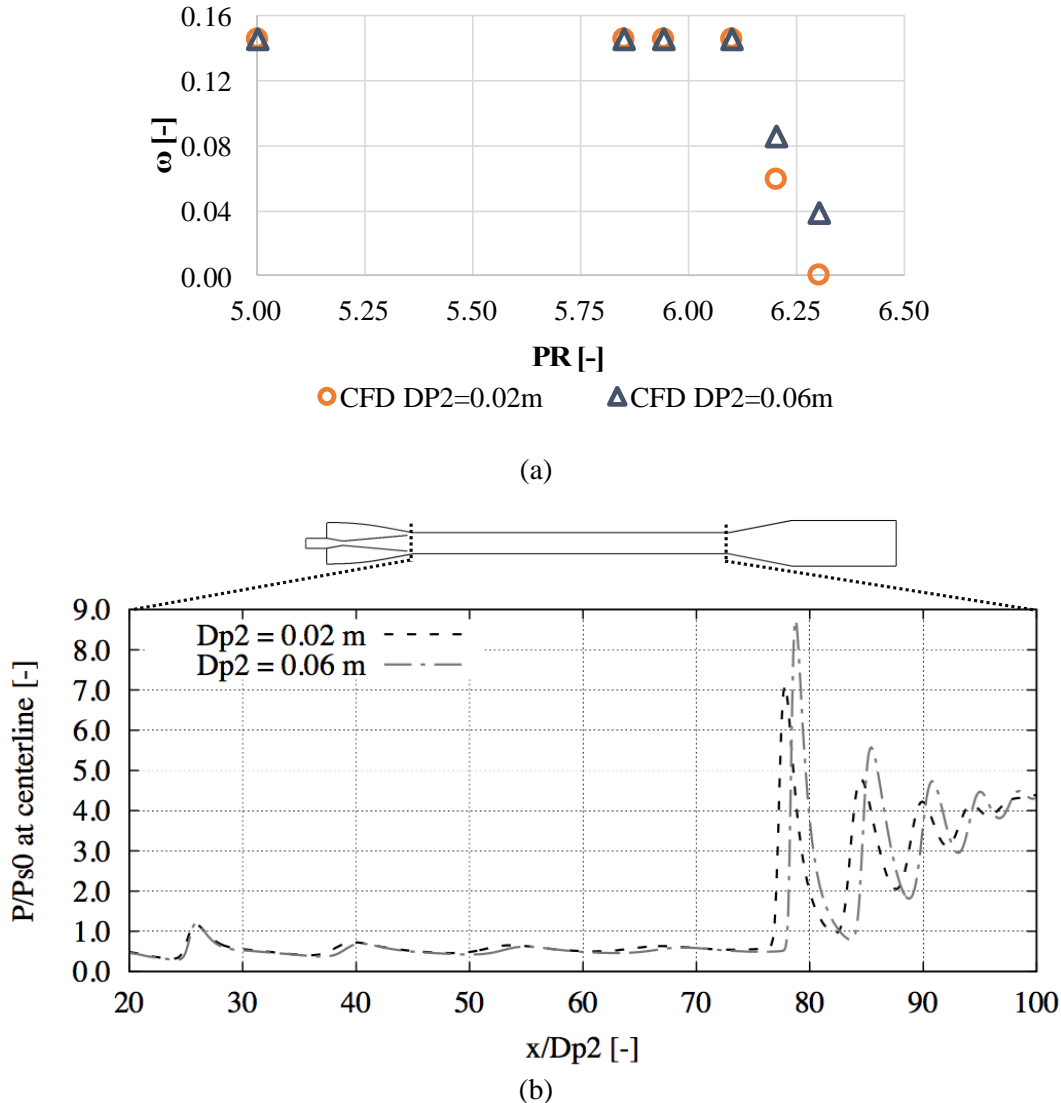 0.16
0.12
0.08
0.04
0.00
ω [-]
5.00 5.25 5.50 5.75 6.00 6.25 6.50
PR [-]
CFD DP2=0.02m CFD DP2=0.06m
(a)
9.0
8.0
7.0
6.0
5.0
4.0
3.0
2.0
1.0
0.0
P/Ps0 at centerline [-]
Dp2 = 0.02 m
Dp2 = 0.06 m
20 30 40 50 60 70 80 90 100
x/Dp2 [-]
(b)